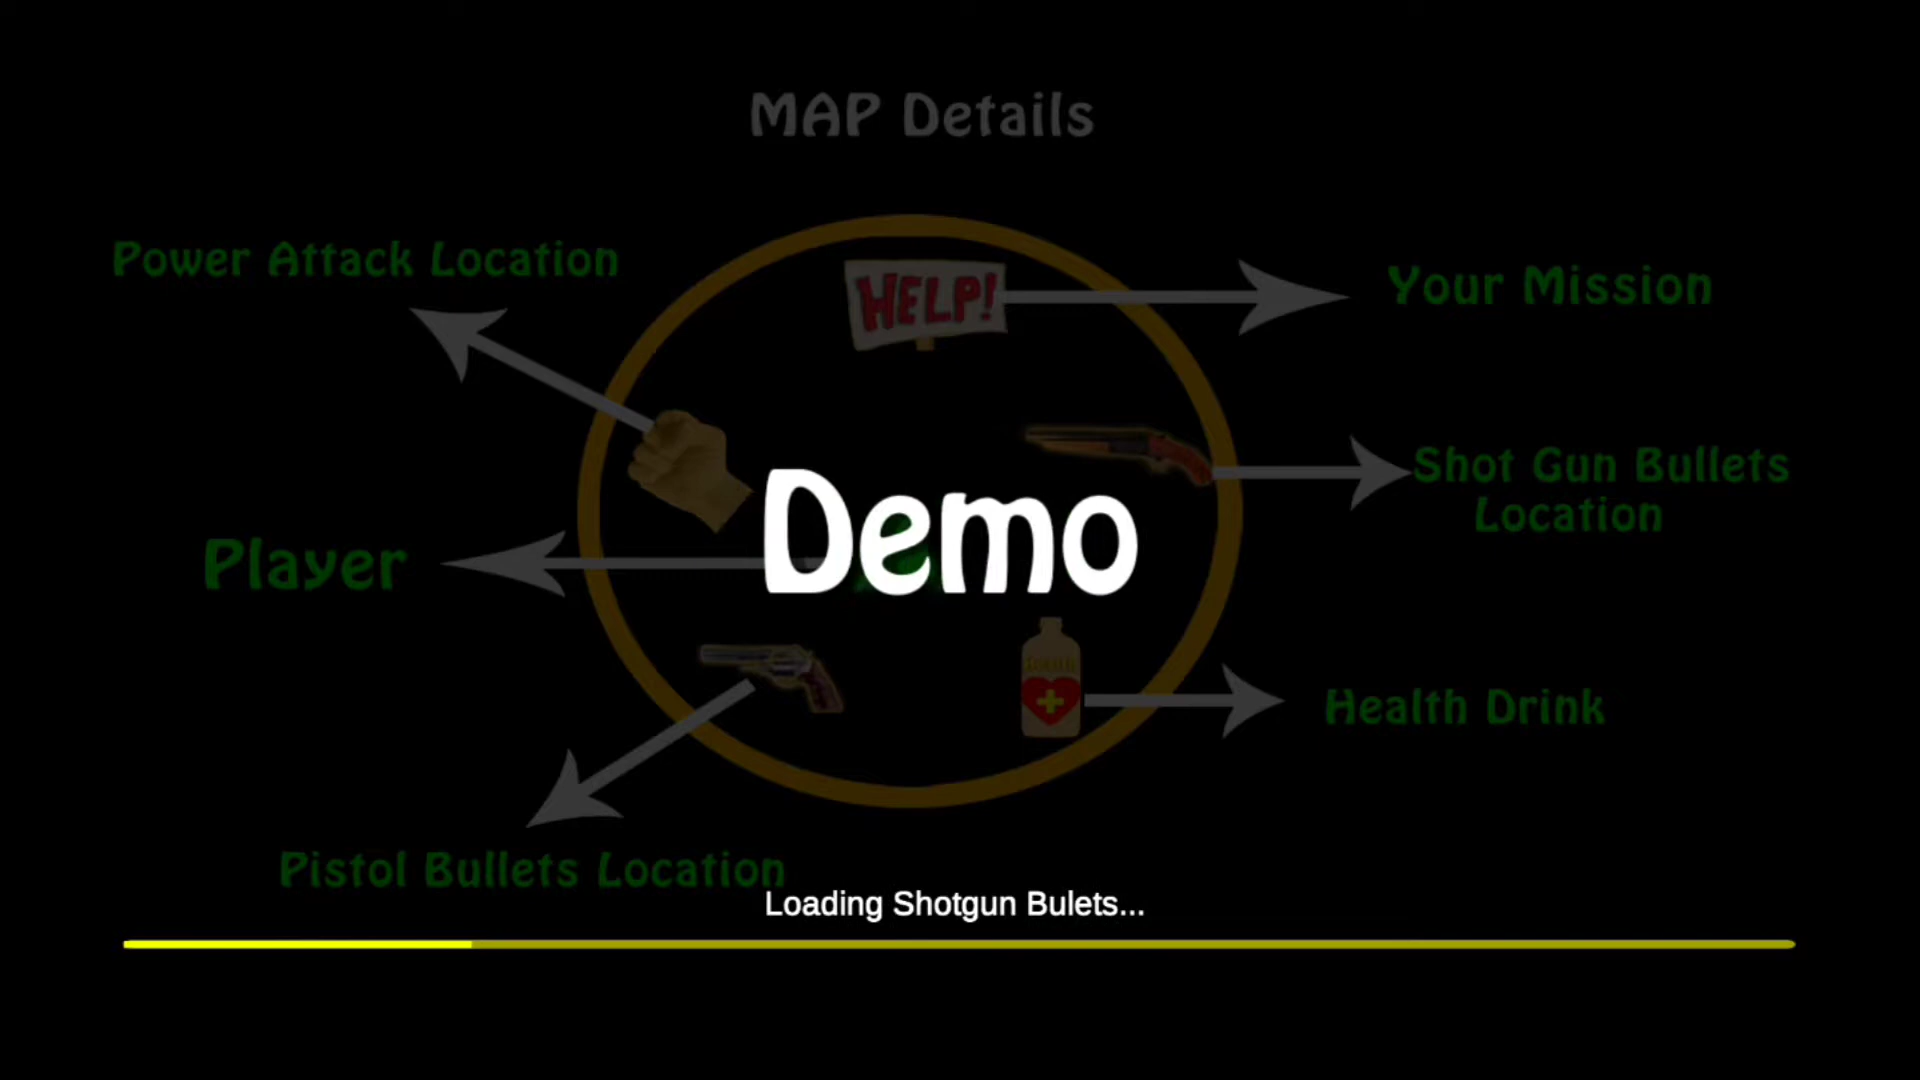 MAP Details
Power Attack Location
HELP!
Your Mission
Shot Gun Bullets
Location
Demo
Player
Health Drink
Pistol Bullets Location
Loading Shotgun Bulets...